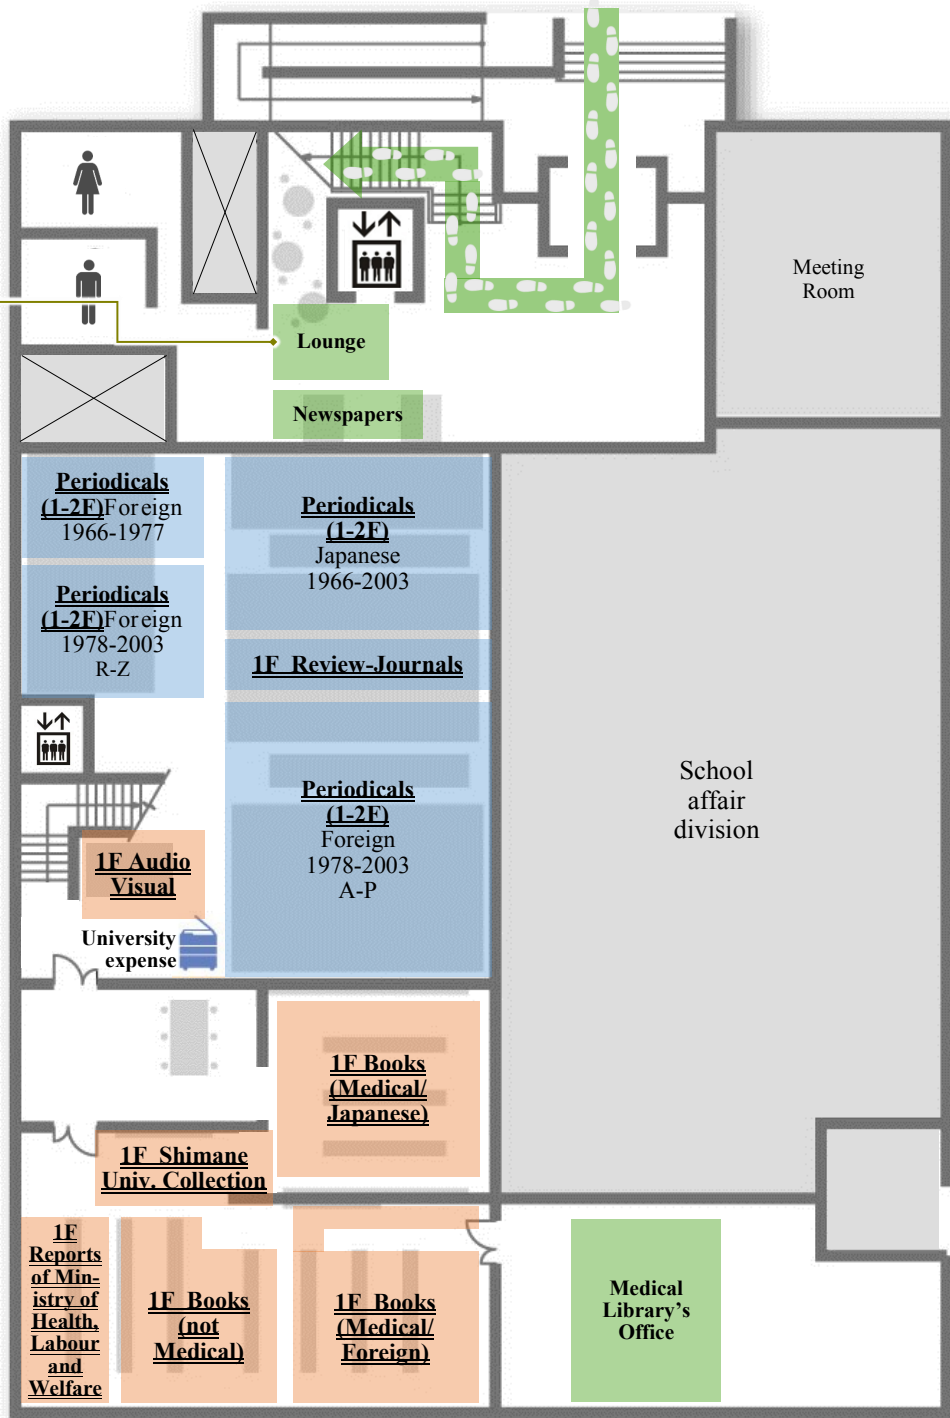 Meeting
Room
Lounge
Newspapers
Periodicals
(1-2F)Foreign
1966-1977
Periodicals
(1-2F)
Japanese
1966-2003
Periodicals
(1-2F)Foreign
1978-2003
R-Z
1F Review-Journals
Periodicals
(1-2F)
Foreign
1978-2003
A-P
School
affair
division
1F Audio
Visual
University
expense
1F Books
(Medical/
Japanese)
1F Shimane
Univ. Collection
1F
Reports
of Min-
istry of
Health,
Labour
and
Welfare
1F Books
(not
Medical)
1F Books
(Medical/
Foreign)
Medical
Library's
Office